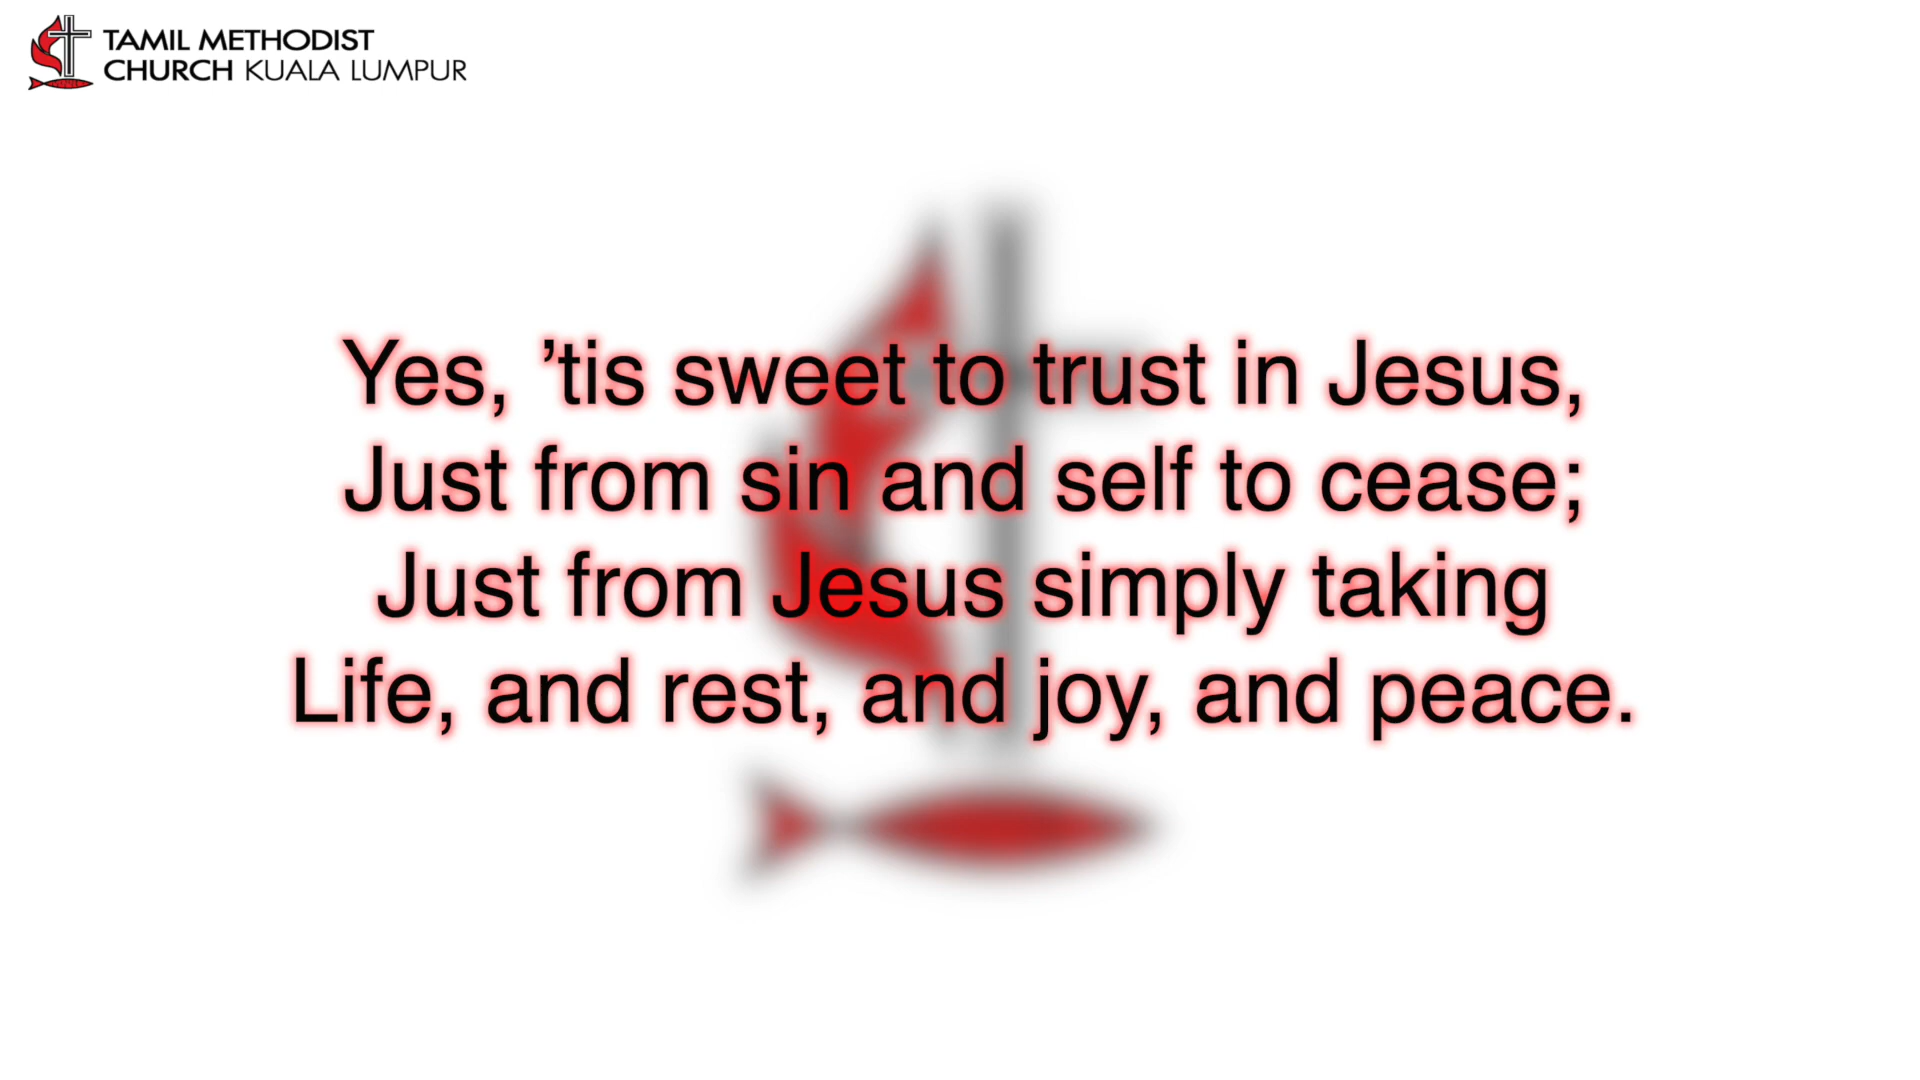 TAMIL METHODIST
CHURCH KUALA LUMPUR
Yes, ’tis sweet to trust in Jesus,
Just from sin and self to cease;
Just from Jesus simply taking
Life, and rest, and joy, and peace.